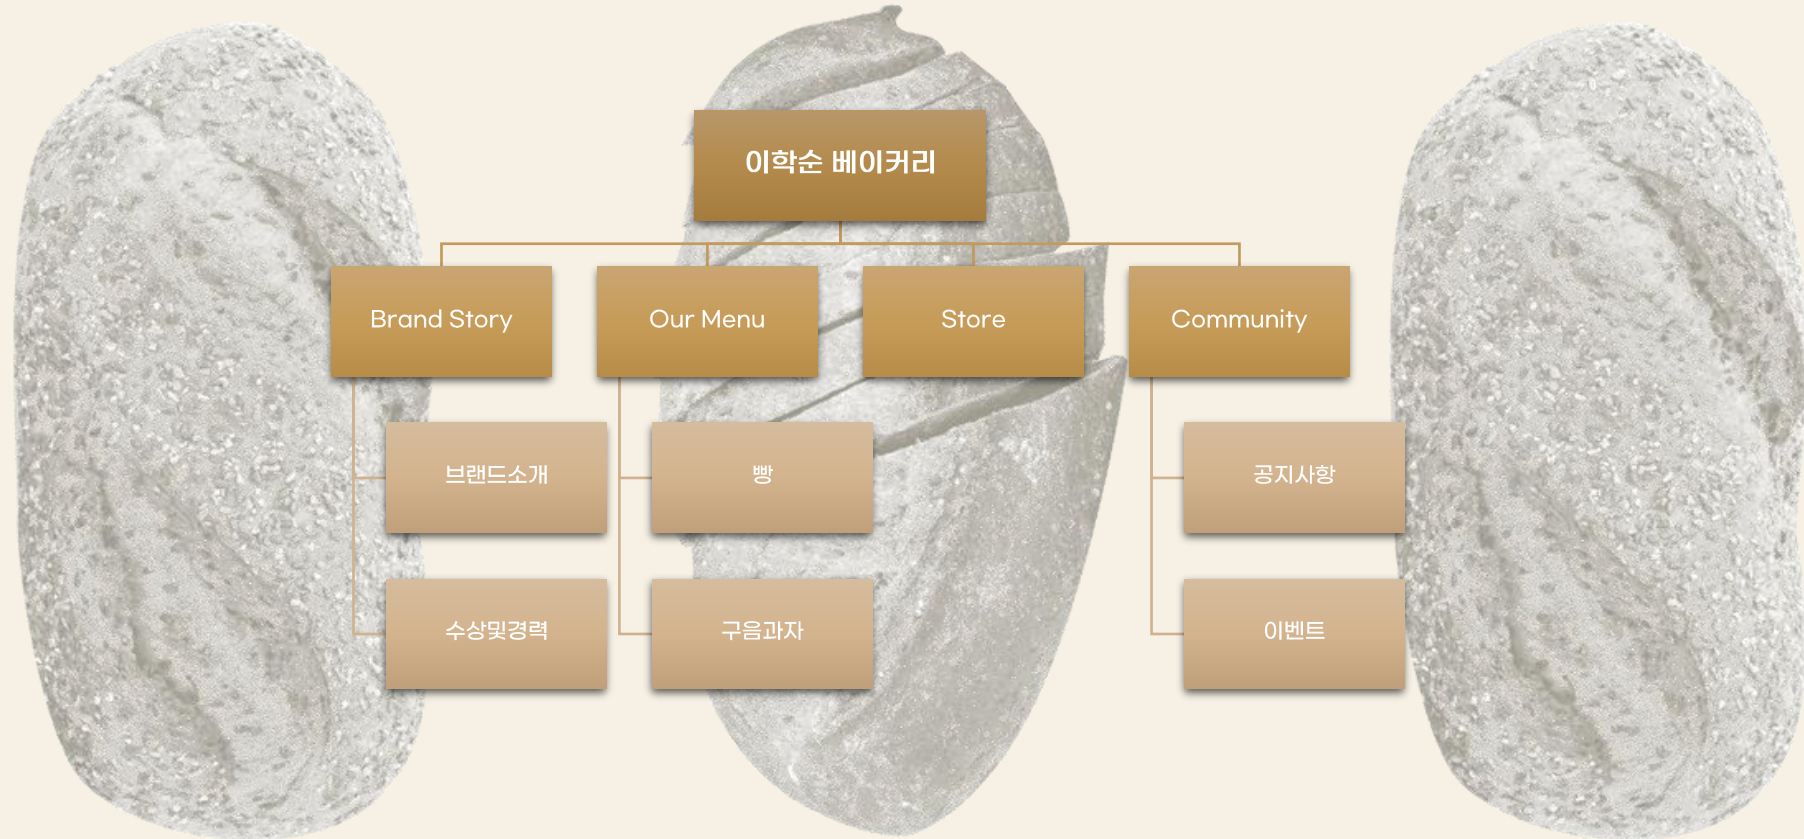 이학순 베이커리
Brand Story
Our Menu
Store
Community
브랜드소개
빵
공지사항
수상및경력
구음과자
이벤트